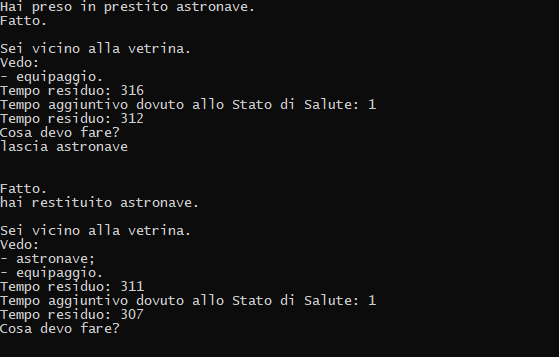 Hai preso in prestito astronave.
Fatto.
Sei vicino alla vetrina.
Vedo:
- equipaggio.
Tempo residuo: 316
Tempo aggiuntivo dovuto allo Stato di Salute: 1
Tempo residuo: 312
Cosa devo fare?
lascia astronave
Fatto.
hai restituito astronave.
Sei vicino alla vetrina.
Vedo:
- astronave;
- equipaggio.
Tempo residuo: 311
Tempo aggiuntivo dovuto allo Stato di Salute: 1
Tempo residuo: 307
Cosa devo fare?